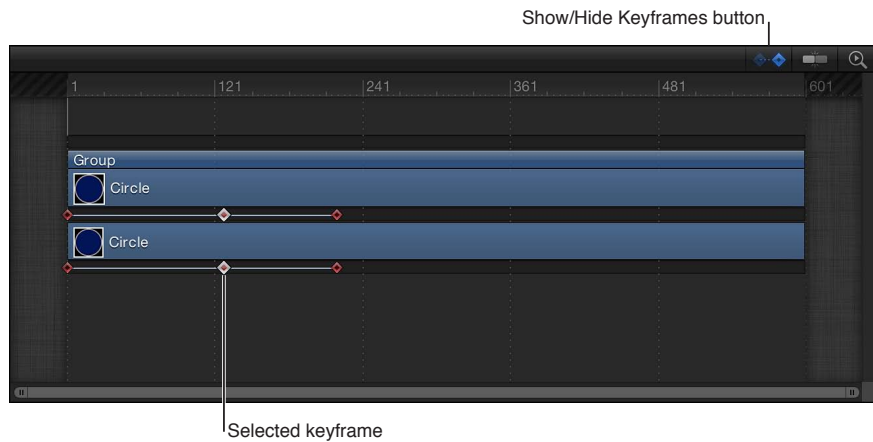 Show/Hide Keyframes button
1 121 241 361 481 601
Group
Circle
Circle
Selected keyframe